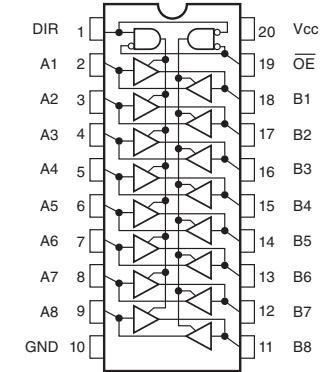 DIR 1 20 Vcc
A1 2 19 OE
A2 3 18 B1
A3 4 17 B2
A4 5 16 B3
A5 6 15 B4
A6 7 14 B5
A7 8 13 B6
A8 9 12 B7
GND 10 11 B8